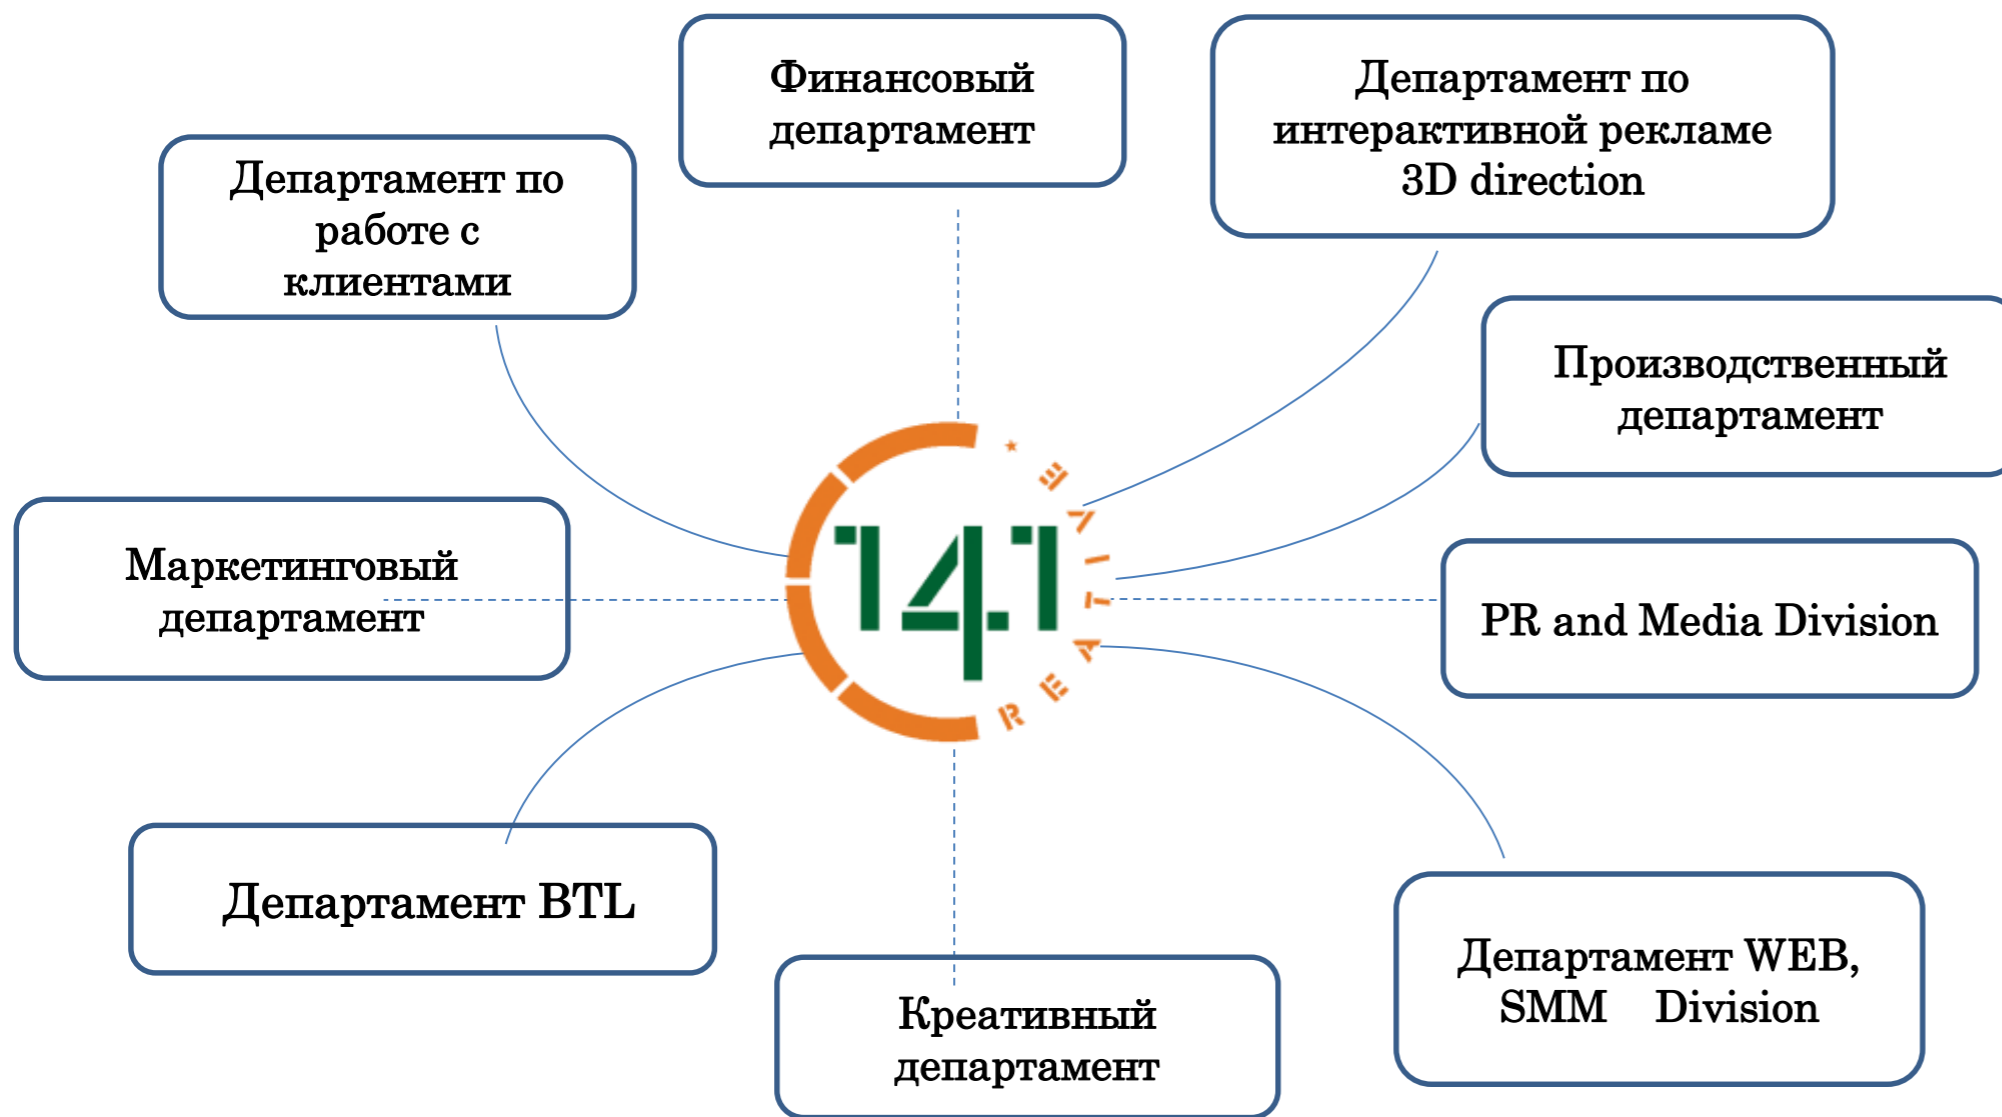 Финансовый
департамент
Департамент по
интерактивной рекламе
3D direction
Департамент по
работе с
клиентами
Производственный
департамент
141
REATIVE
Маркетинговый
департамент
PR and Media Division
Департамент BTL
Департамент WEB,
SMM Division
Креативный
департамент